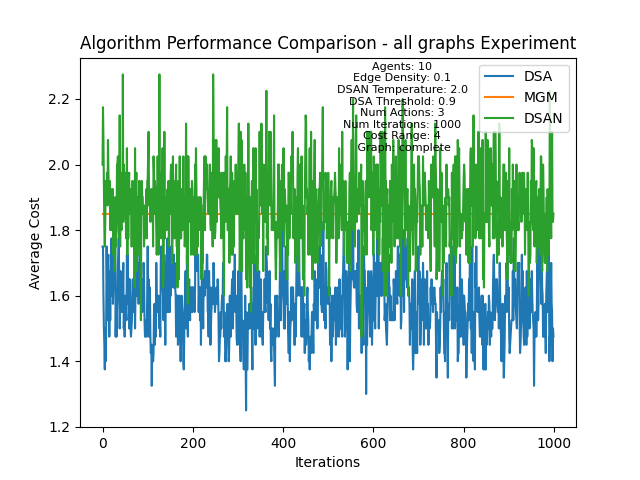 Algorithm Performance Comparison - all graphs Experiment
Agents: 10
Edge Density: 0.1
DSAN Temperature: 2.0
DSA Threshold: 0.9
Num Actions: 3
Num Iterations: 1000
Cost Range: 4
Graph: complete
DSA
MGM
DSAN
2.2
2.0
1.8
1.6
1.4
1.2
Average Cost
0
200
400
600
800
1000
Iterations